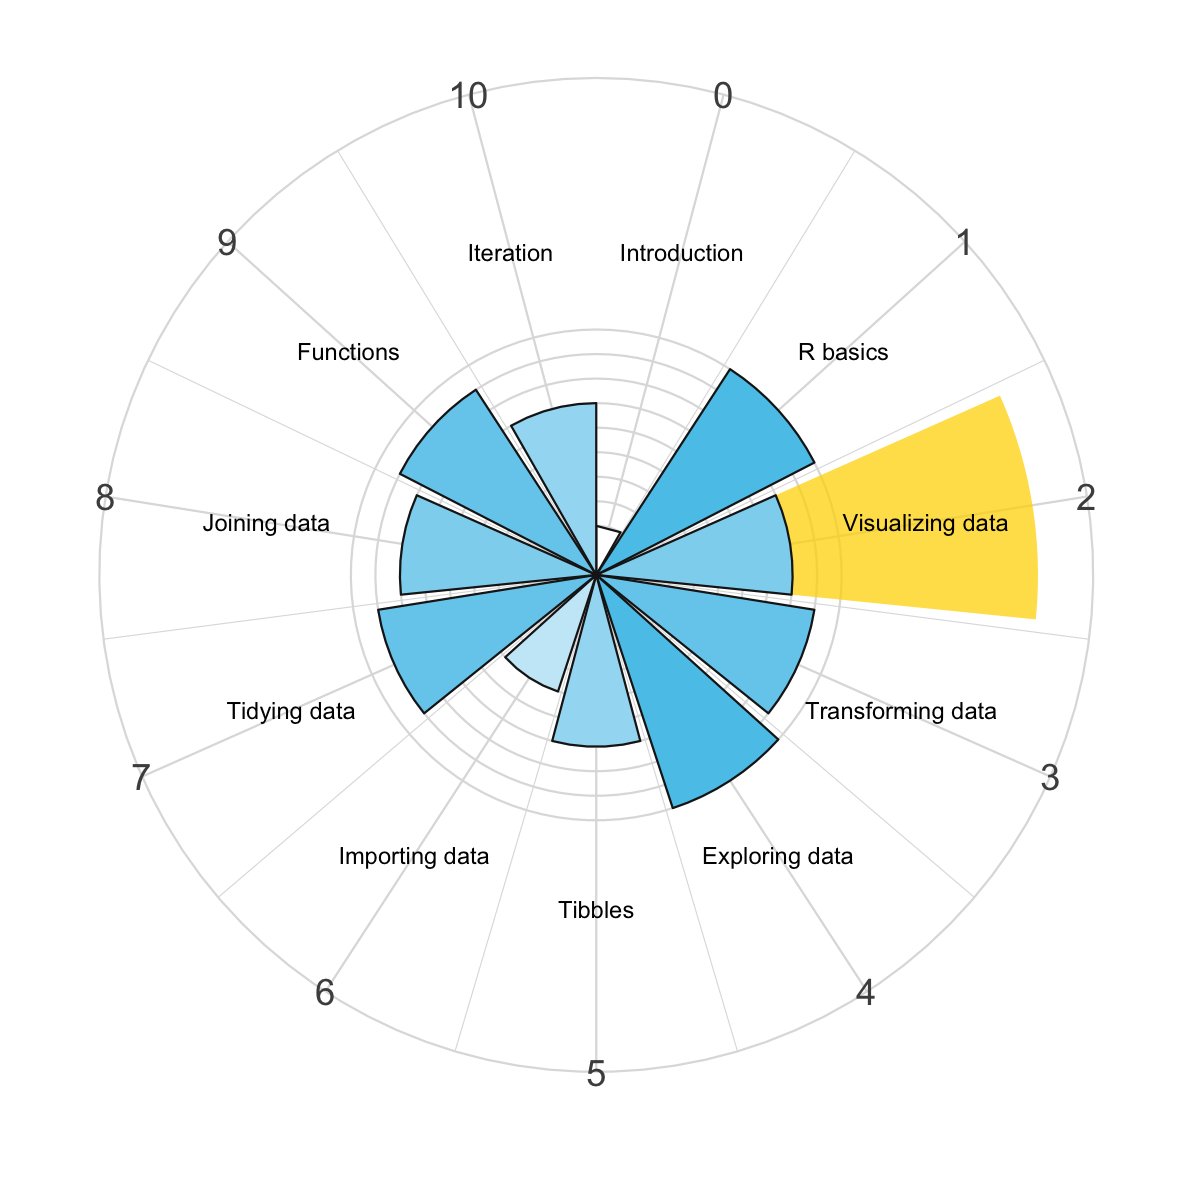 10
0
9
1
Iteration
Introduction
Functions
R basics
8
2
Joining data
Visualizing data
Tidying data
Transforming data
7
3
Importing data
Exploring data
Tibbles
6
4
5